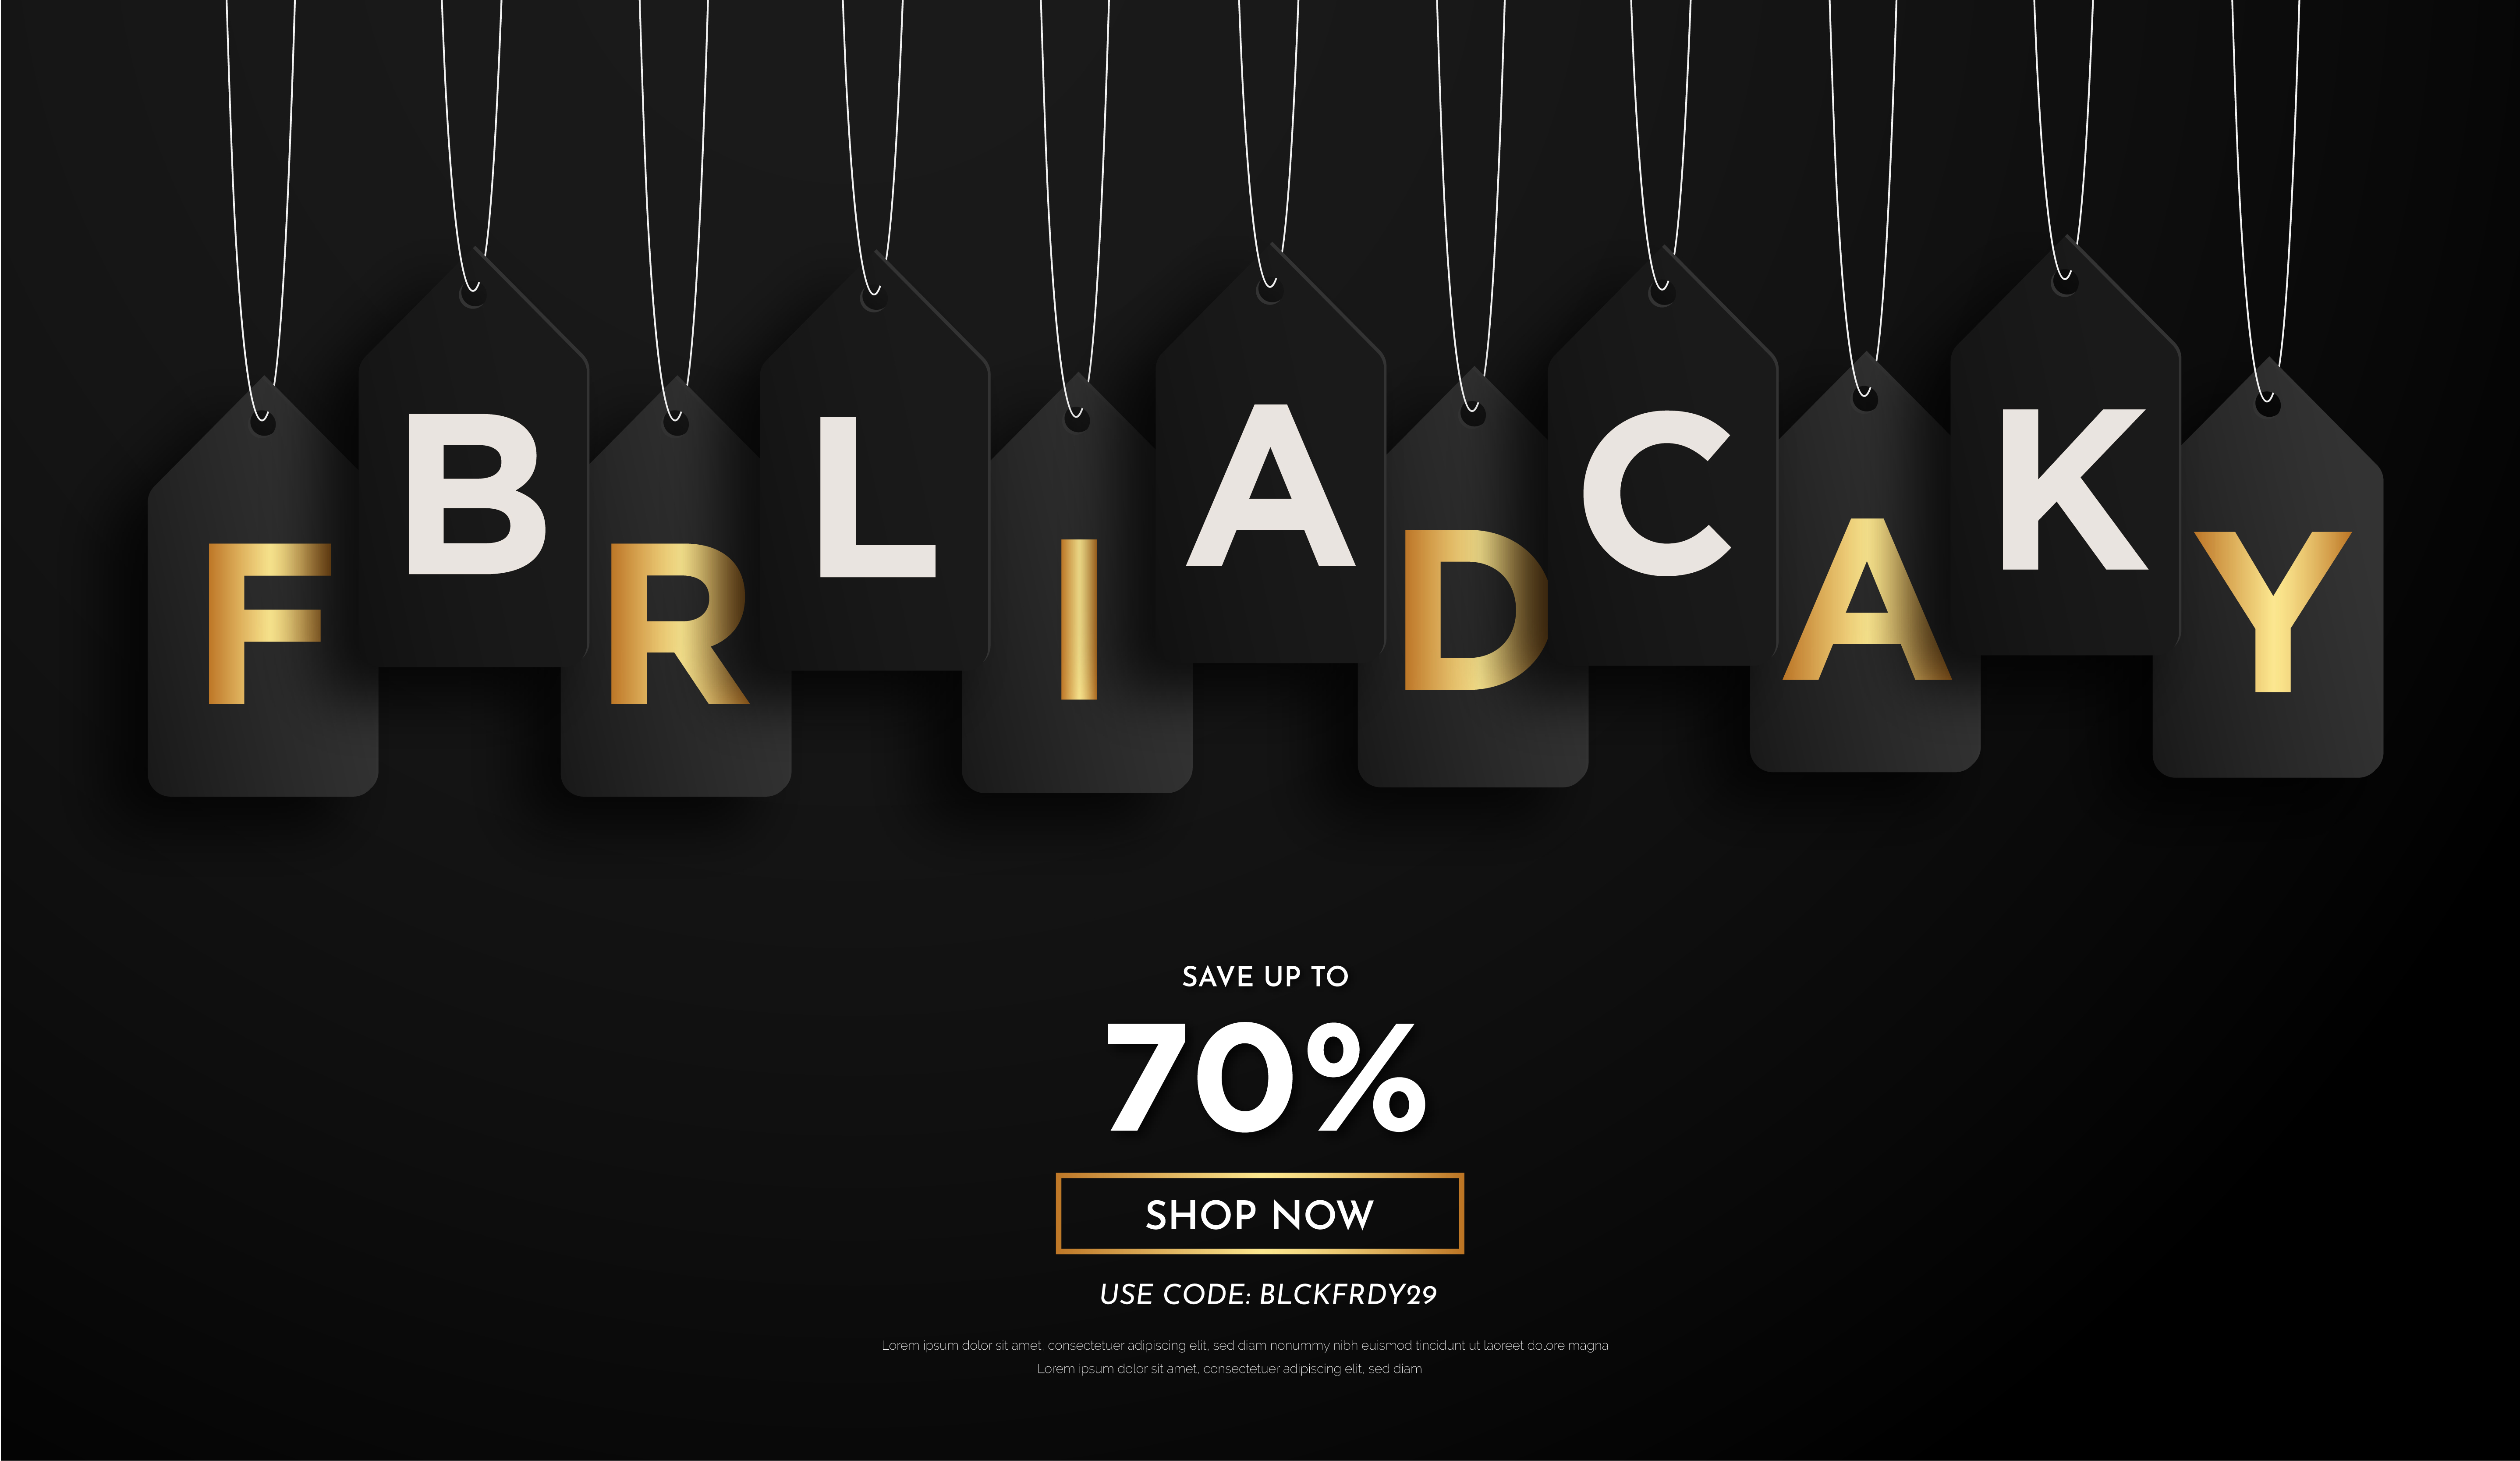 BLACK
FRIDAY
SAVE UP TO
70%
SHOP NOW
USE CODE: BLCKFRDY29
Lorem ipsum dolor sit amet, consectetuer adipiscing elit, sed diam nonummy nibh euismod tincidunt ut laoreet dolore magna
Lorem ipsum dolor sit amet, consectetuer adipiscing elit, sed diam